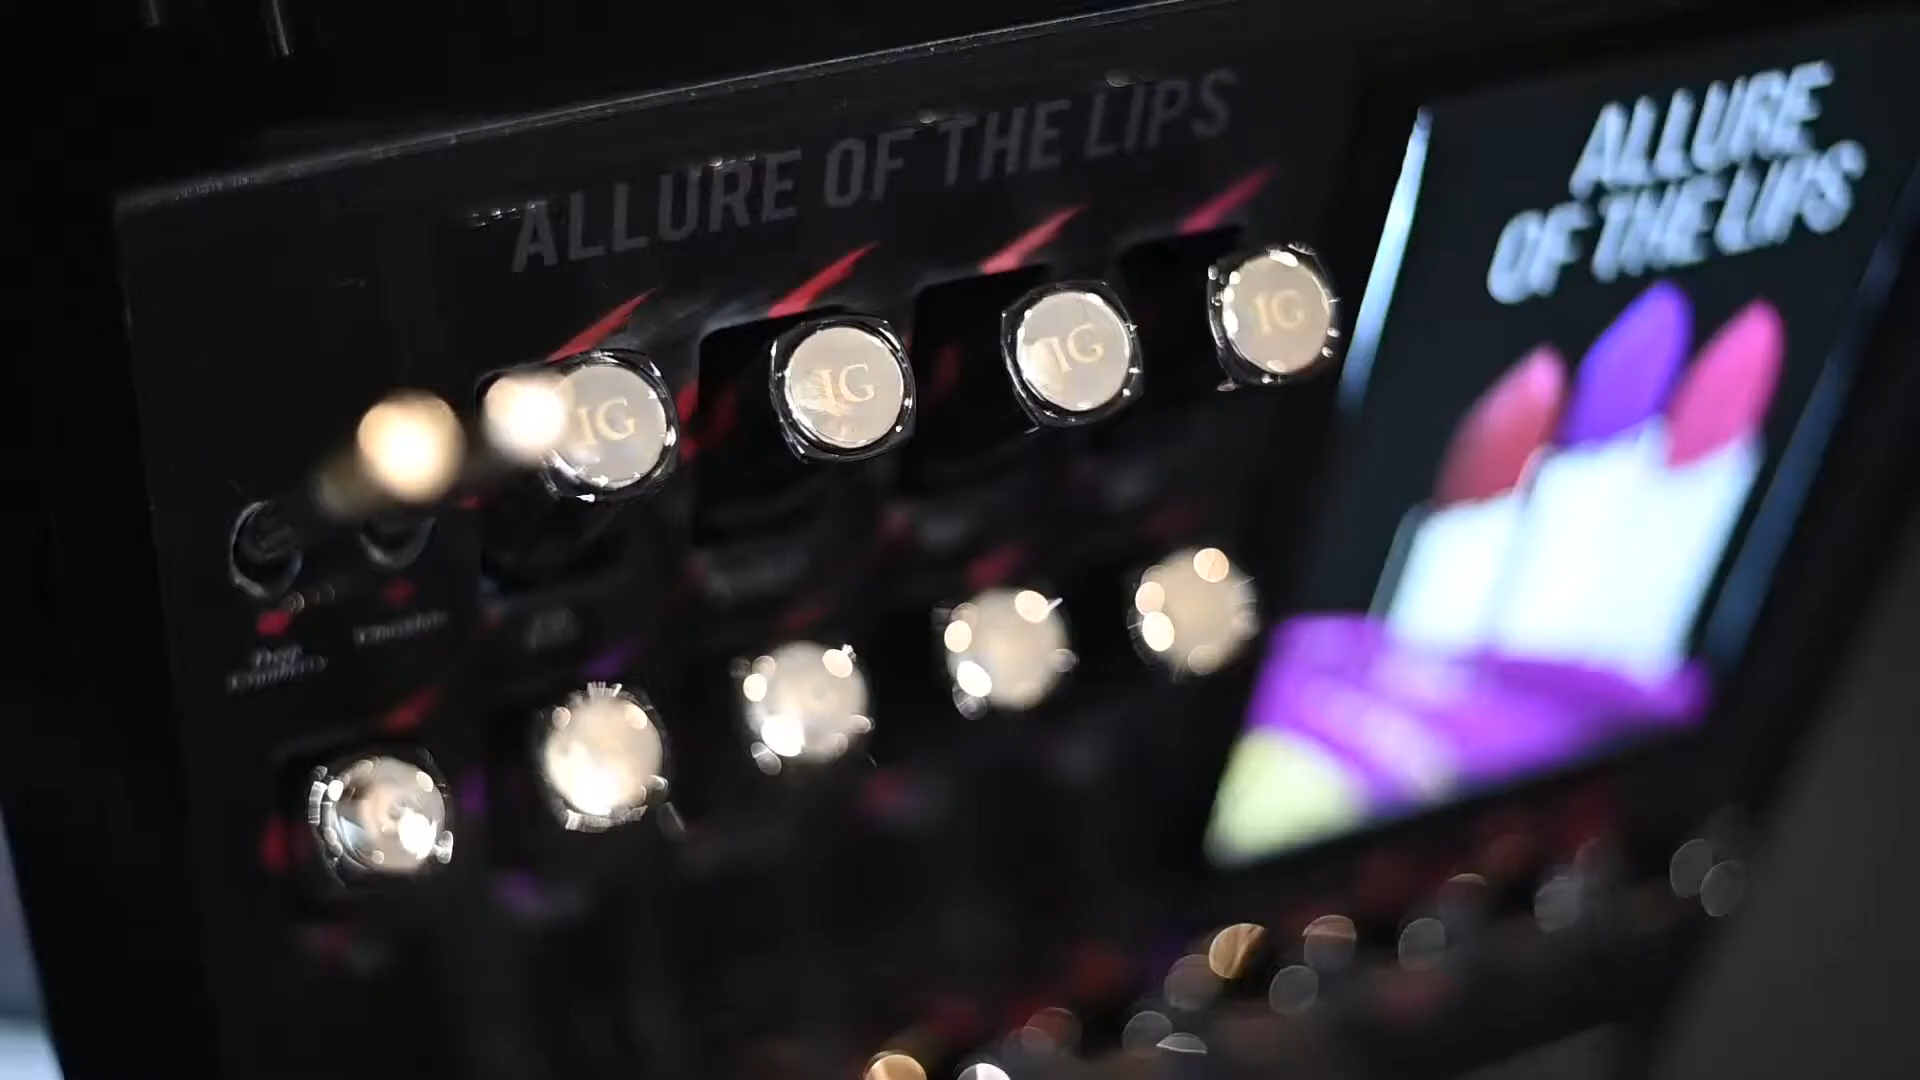 ALLURE OF THE LIPS
ALLURE
OF THE LIPS
IG
IG
IG
IG